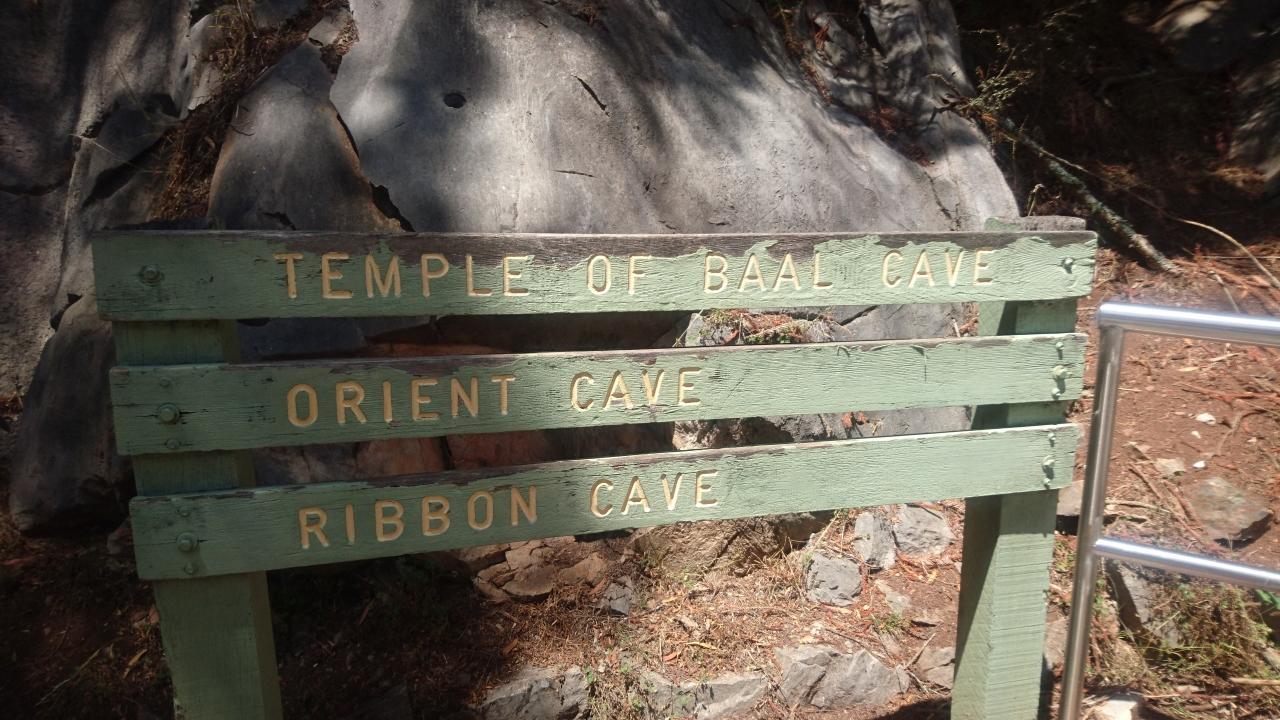 TEMPLE OF BAAL CAVE
ORIENT CAVE
RIBBON CAVE